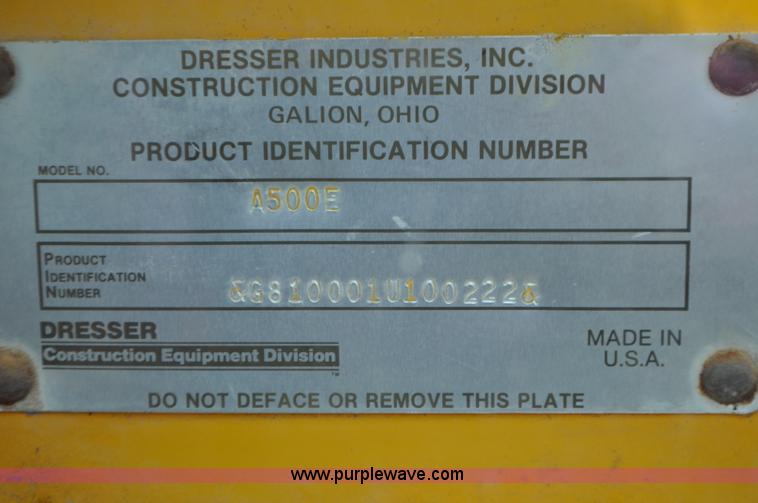 DRESSER INDUSTRIES, INC.
CONSTRUCTION EQUIPMENT DIVISION
GALION, OHIO
PRODUCT IDENTIFICATION NUMBER
MODEL NO.
A500E
PRODUCT
IDENTIFICATION
NUMBER
&G810001U100222&
DRESSER
Construction Equipment Division
TM
MADE IN
U.S.A.
DO NOT DEFACE OR REMOVE THIS PLATE
www.purplewave.com